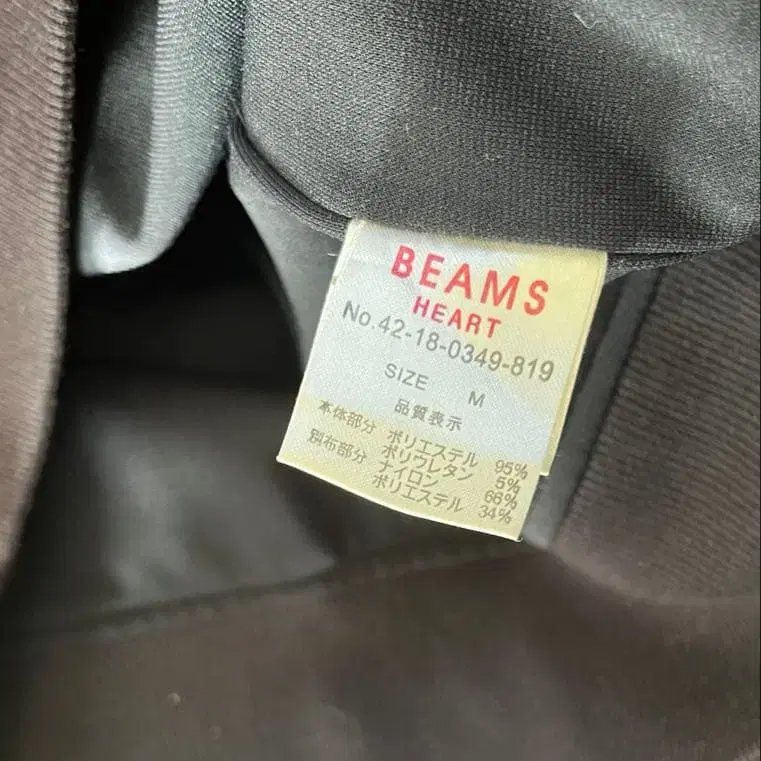 BEAMS
HEART
No.42-18-0349-819
SIZE M
品質表示
本体部分 ポリエステル 95%
ポリウレタン 5%
別布部分 ナイロン 66%
ポリエステル 34%